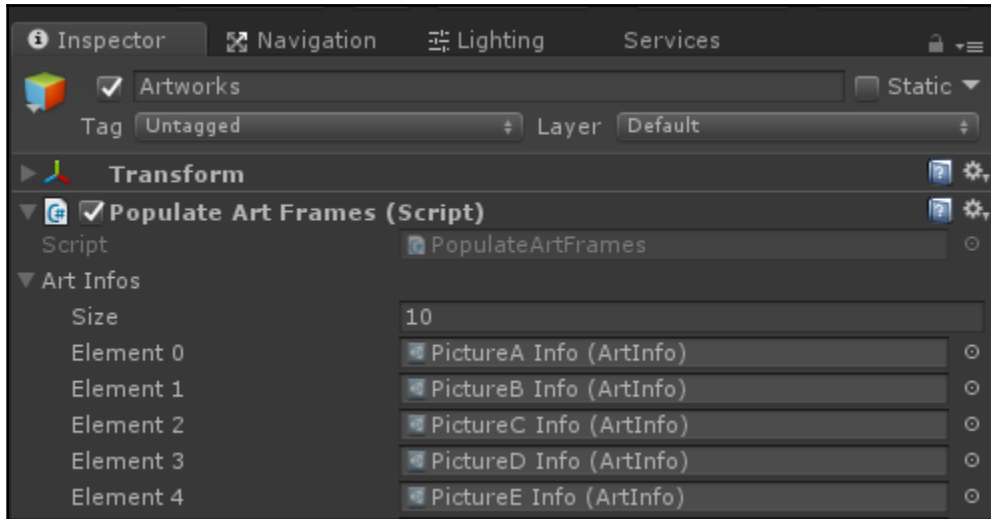 Inspector Navigation Lighting Services
Artworks Static
Tag Untagged Layer Default
Transform
Populate Art Frames (Script)
Script PopulateArtFrames
Art Infos
Size 10
Element 0 PictureA Info (ArtInfo)
Element 1 PictureB Info (ArtInfo)
Element 2 PictureC Info (ArtInfo)
Element 3 PictureD Info (ArtInfo)
Element 4 PictureE Info (ArtInfo)